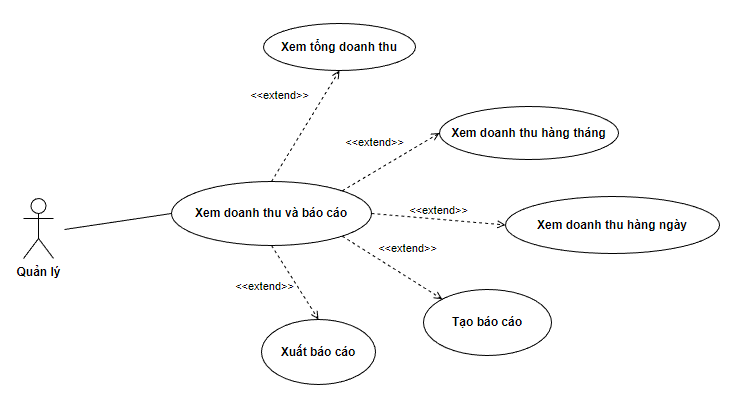 Xem tổng doanh thu
<<extend>>
Xem doanh thu hàng tháng
<<extend>>
Xem doanh thu và báo cáo
<<extend>>
Xem doanh thu hàng ngày
<<extend>>
Quản lý
<<extend>>
Tạo báo cáo
Xuất báo cáo